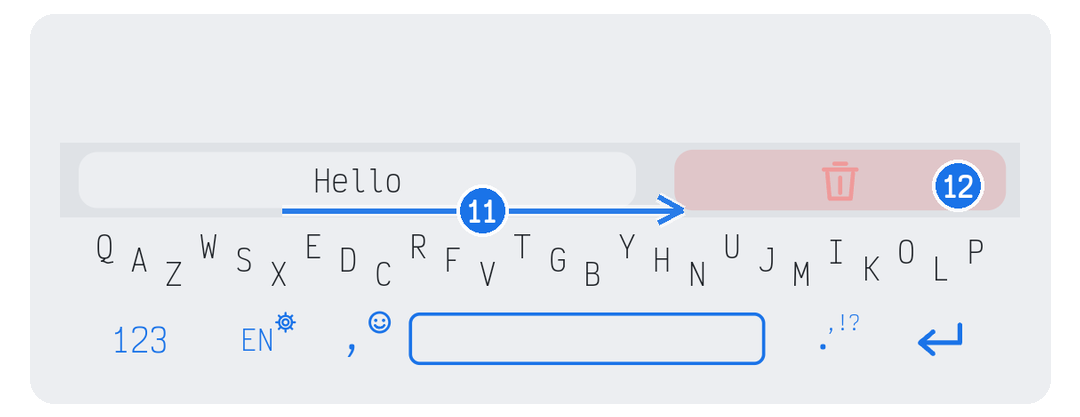 Hello
12
11
Q A Z W S X E D C R F V T G B Y H N U J M I K O L P
123 EN , . ,!?